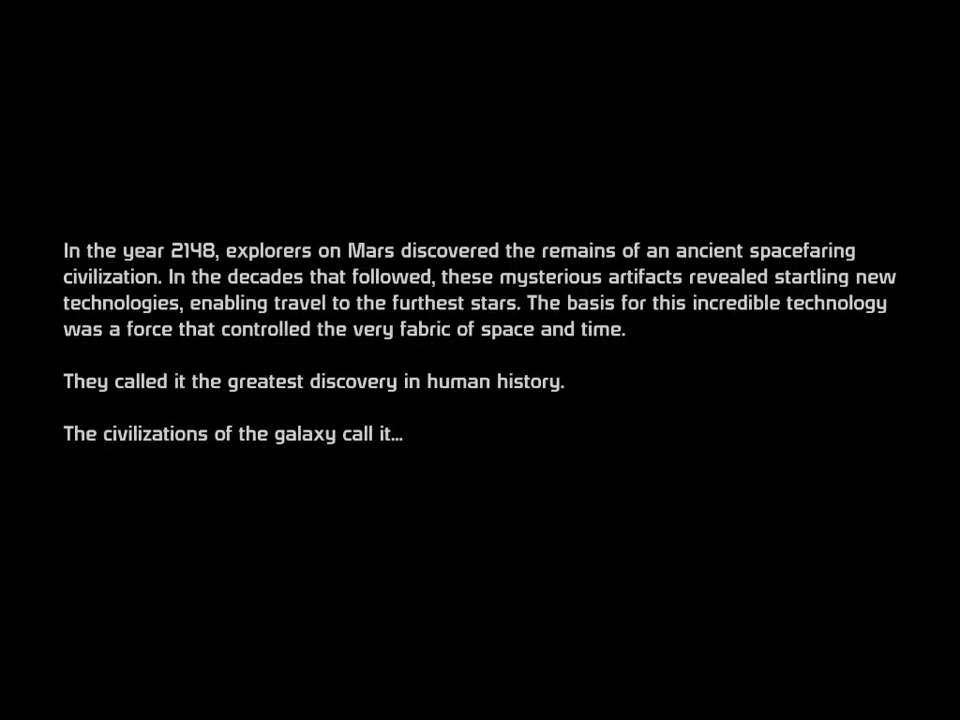 In the year 2148, explorers on Mars discovered the remains of an ancient spacefaring
civilization. In the decades that followed, these mysterious artifacts revealed startling new
technologies, enabling travel to the furthest stars. The basis for this incredible technology
was a force that controlled the very fabric of space and time.
They called it the greatest discovery in human history.
The civilizations of the galaxy call it...